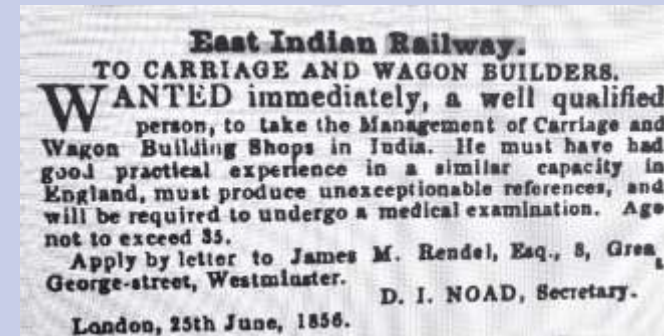 East Indian Railway.
TO CARRIAGE AND WAGON BUILDERS.
WANTED immediately, a well qualified
person, to take the Management of Carriage and
Wagon Building Shops in India. He must have had
good practical experience in a similar capacity in
England, must produce unexceptionable references, and
will be required to undergo a medical examination. Age
not to exceed 35.
Apply by letter to James M. Rendel, Esq., 8, Grea
George-street, Westminster.
D. I. NOAD, Secretary.
London, 25th June, 1856.